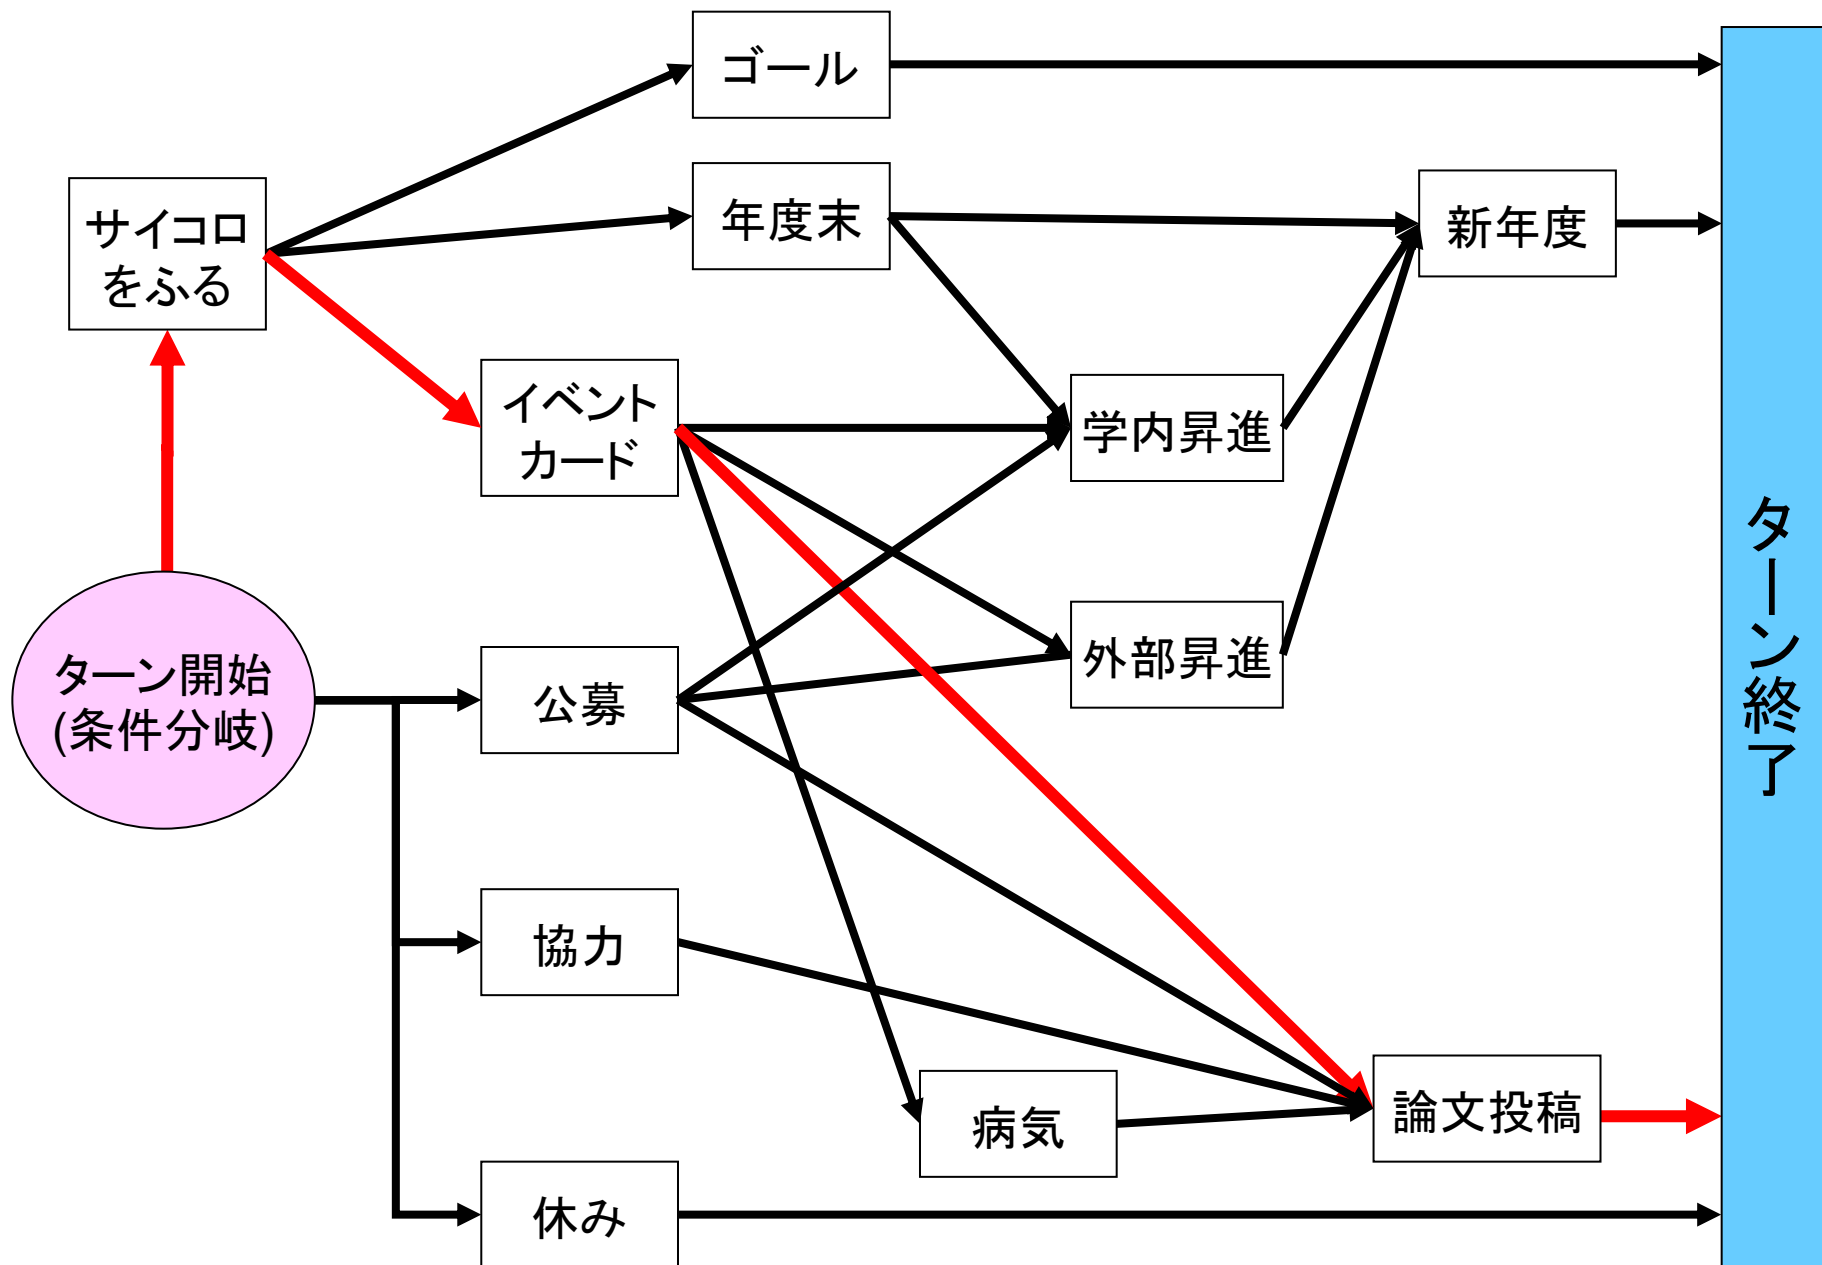 ゴール
年度末
新年度
サイコロ
をふる
イベント
カード
学内昇進
ターン開始
(条件分岐)
公募
外部昇進
ターン終了
協力
病気
論文投稿
休み